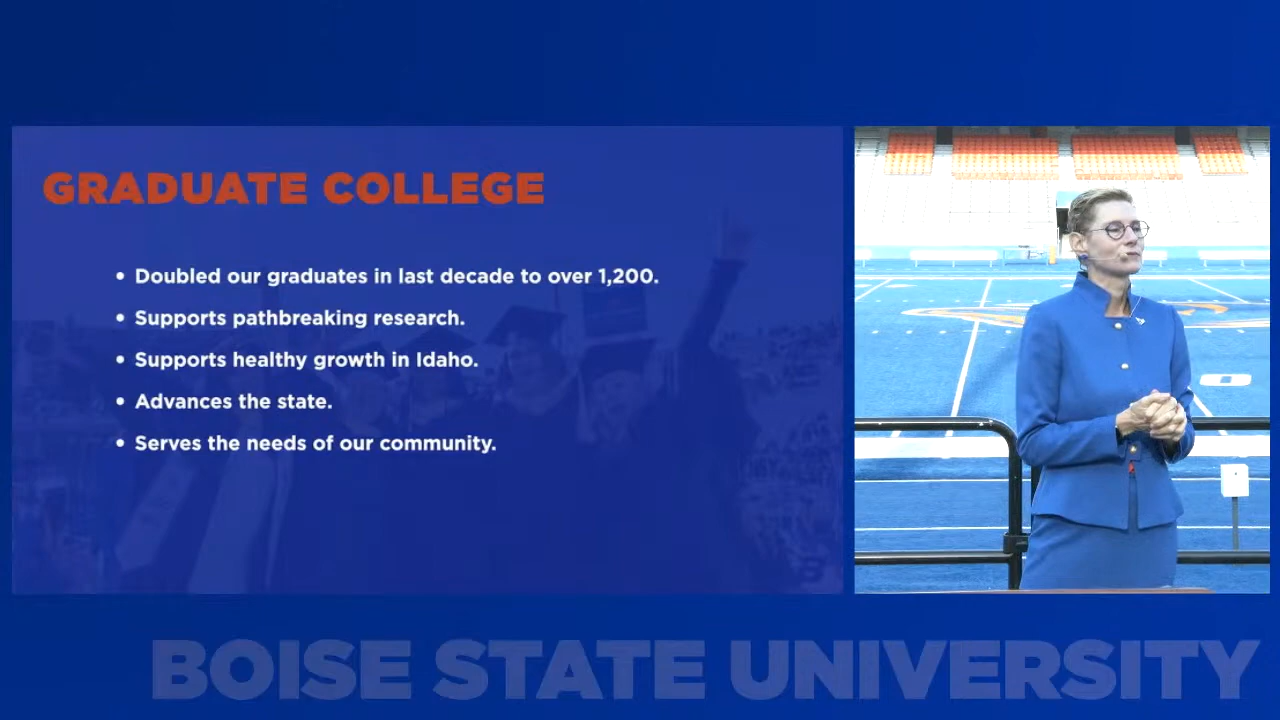 GRADUATE COLLEGE
• Doubled our graduates in last decade to over 1,200.
• Supports pathbreaking research.
• Supports healthy growth in Idaho.
• Advances the state.
• Serves the needs of our community.
BOISE STATE UNIVERSITY